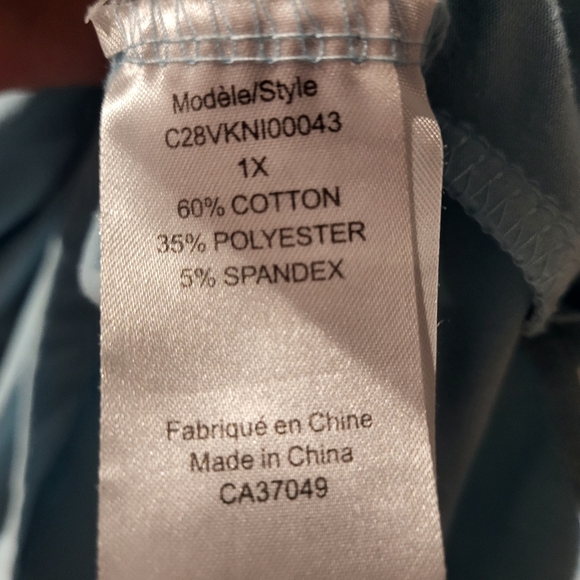 Modèle/Style
C28VKNI00043
1X
60% COTTON
35% POLYESTER
5% SPANDEX
Fabriqué en Chine
Made in China
CA37049